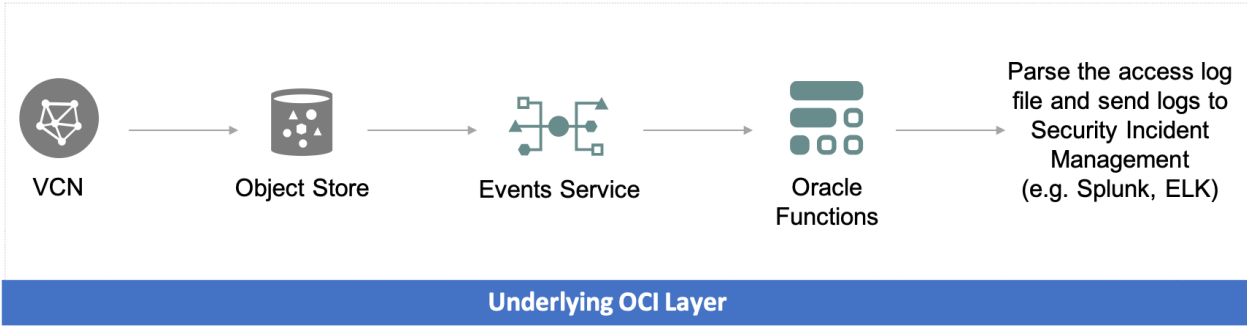 VCN
Object Store
Events Service
Oracle
Functions
Parse the access log
file and send logs to
Security Incident
Management
(e.g. Splunk, ELK)
Underlying OCI Layer